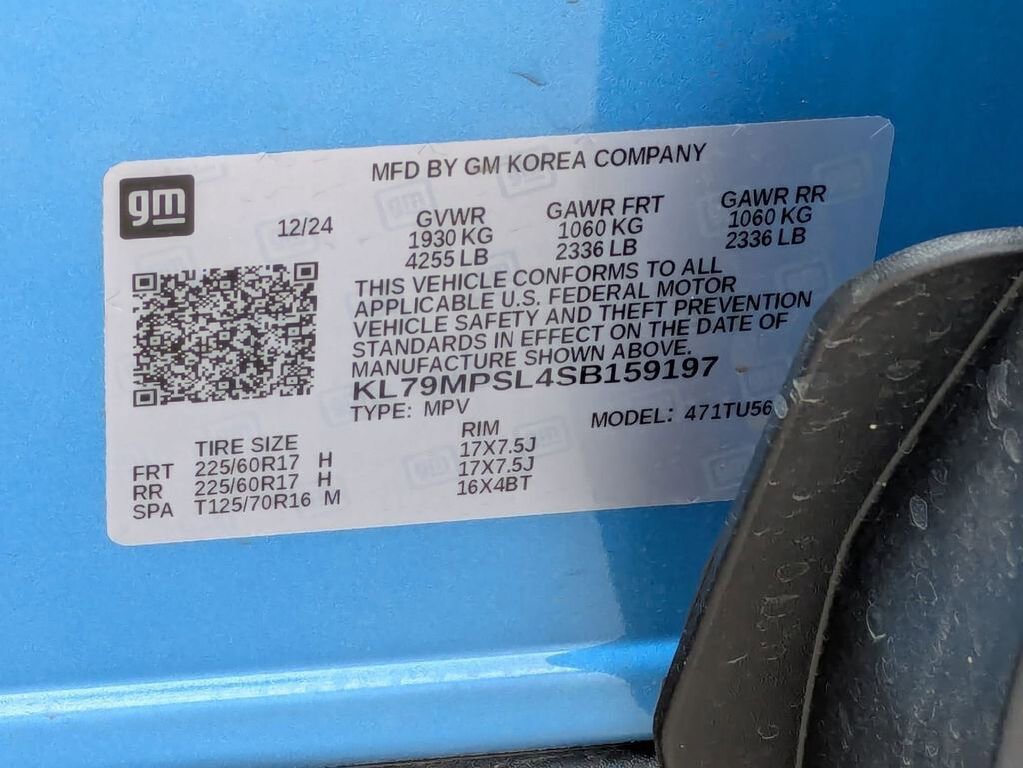 MFD BY GM KOREA COMPANY
gm
12/24
GVWR GAWR FRT GAWR RR
1930 KG 1060 KG 1060 KG
4255 LB 2336 LB 2336 LB
THIS VEHICLE CONFORMS TO ALL
APPLICABLE U.S. FEDERAL MOTOR
VEHICLE SAFETY AND THEFT PREVENTION
STANDARDS IN EFFECT ON THE DATE OF
MANUFACTURE SHOWN ABOVE.
KL79MPSL4SB159197
TYPE: MPV MODEL: 471TU56
TIRE SIZE RIM
FRT 225/60R17 H 17X7.5J
RR 225/60R17 H 17X7.5J
SPA T125/70R16 M 16X4BT